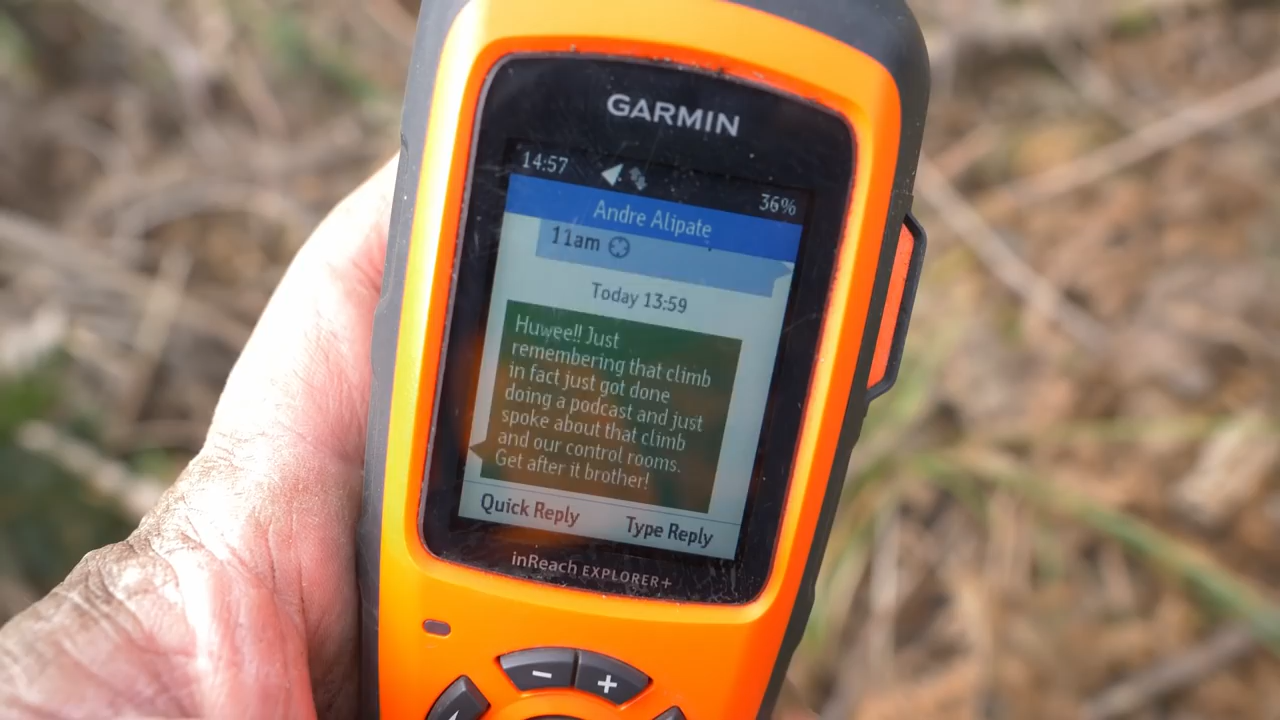 GARMIN
14:57 36%
Andre Alipate
11am
Today 13:59
Huwee!! Just
remembering that climb
in fact just got done
doing a podcast and just
spoke about that climb
and our control rooms.
Get after it brother!
Quick Reply Type Reply
inReach EXPLORER+
- +